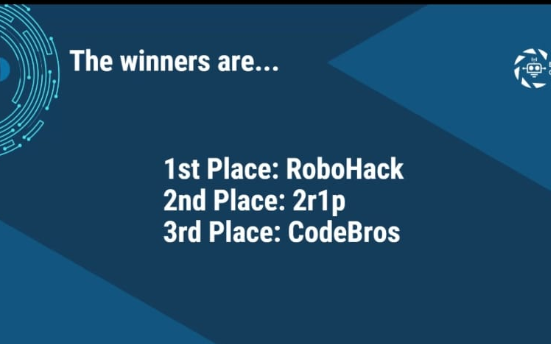 The winners are...
1st Place: RoboHack
2nd Place: 2r1p
3rd Place: CodeBros